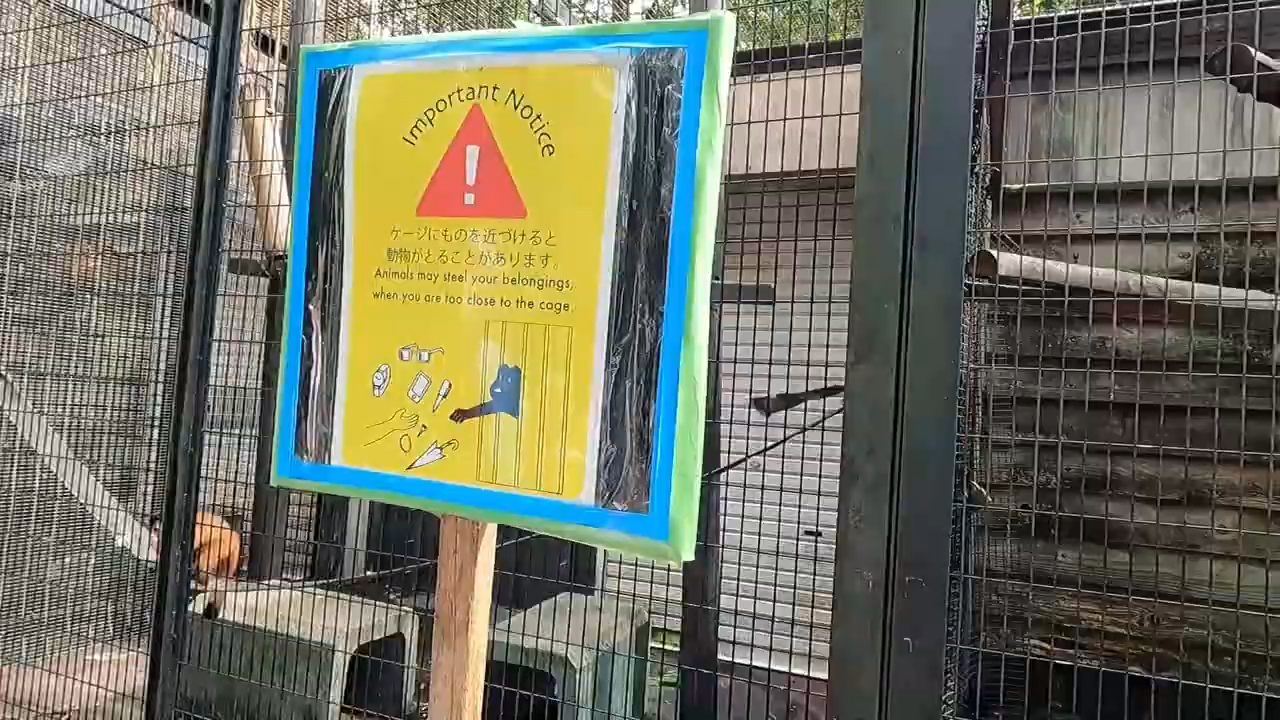 Important Notice
ケージにものを近づけると
動物がとることがあります。
Animals may steel your belongings,
when you are too close to the cage.